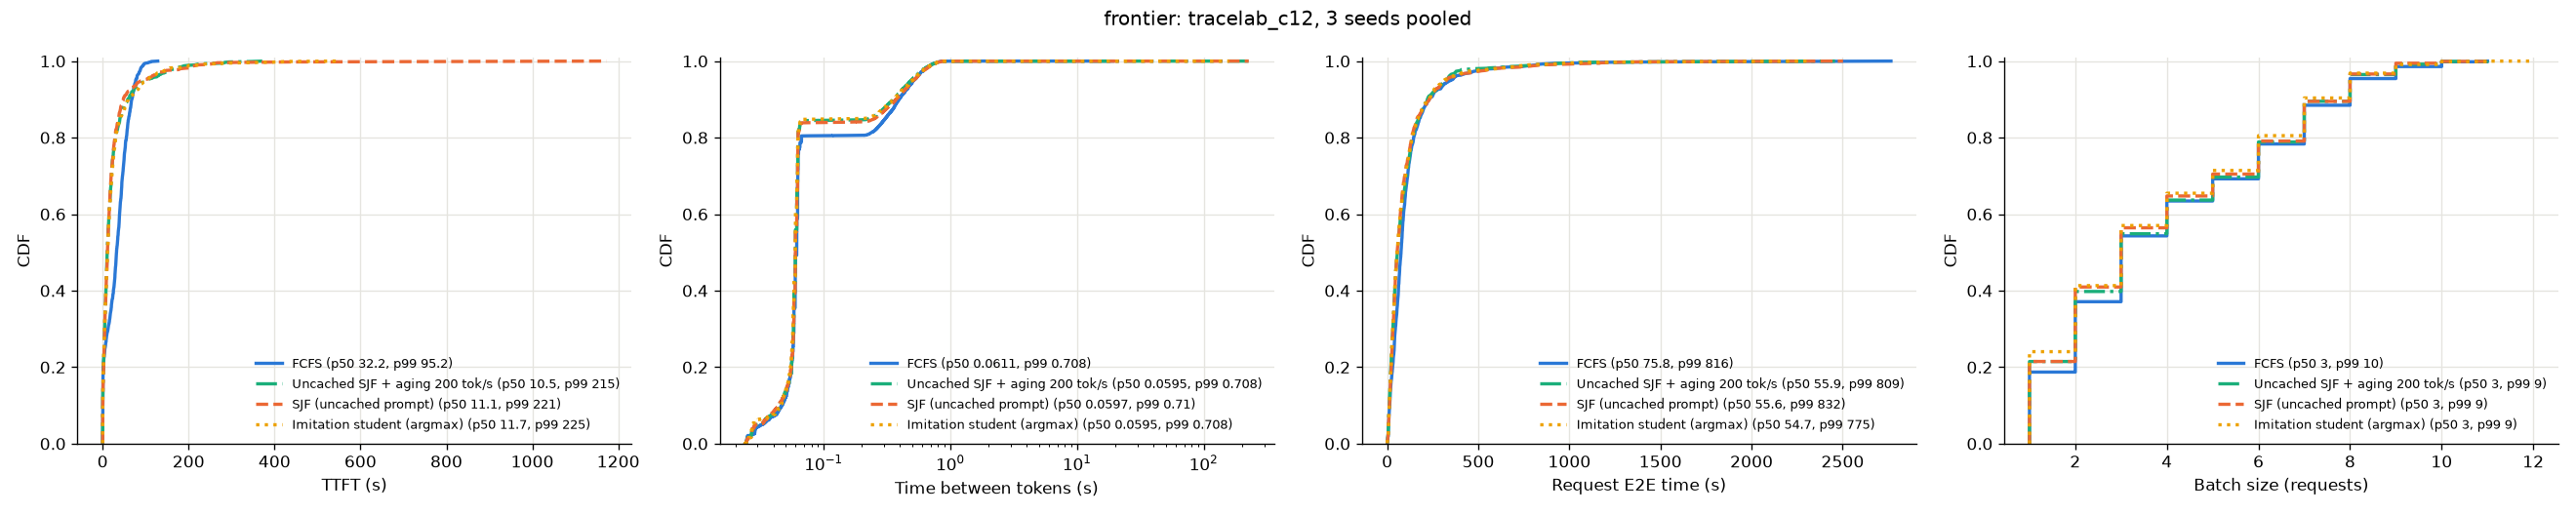 frontier: tracelab_c12, 3 seeds pooled
CDF
1.0
0.8
0.6
0.4
0.2
0.0
FCFS (p50 32.2, p99 95.2)
Uncached SJF + aging 200 tok/s (p50 10.5, p99 215)
SJF (uncached prompt) (p50 11.1, p99 221)
Imitation student (argmax) (p50 11.7, p99 225)
0 200 400 600 800 1000 1200
TTFT (s)
CDF
1.0
0.8
0.6
0.4
0.2
0.0
FCFS (p50 0.0611, p99 0.708)
Uncached SJF + aging 200 tok/s (p50 0.0595, p99 0.708)
SJF (uncached prompt) (p50 0.0597, p99 0.71)
Imitation student (argmax) (p50 0.0595, p99 0.708)
10⁻¹ 10⁰ 10¹ 10²
Time between tokens (s)
CDF
1.0
0.8
0.6
0.4
0.2
0.0
FCFS (p50 75.8, p99 816)
Uncached SJF + aging 200 tok/s (p50 55.9, p99 809)
SJF (uncached prompt) (p50 55.6, p99 832)
Imitation student (argmax) (p50 54.7, p99 775)
0 500 1000 1500 2000 2500
Request E2E time (s)
CDF
1.0
0.8
0.6
0.4
0.2
0.0
FCFS (p50 3, p99 10)
Uncached SJF + aging 200 tok/s (p50 3, p99 9)
SJF (uncached prompt) (p50 3, p99 9)
Imitation student (argmax) (p50 3, p99 9)
2 4 6 8 10 12
Batch size (requests)